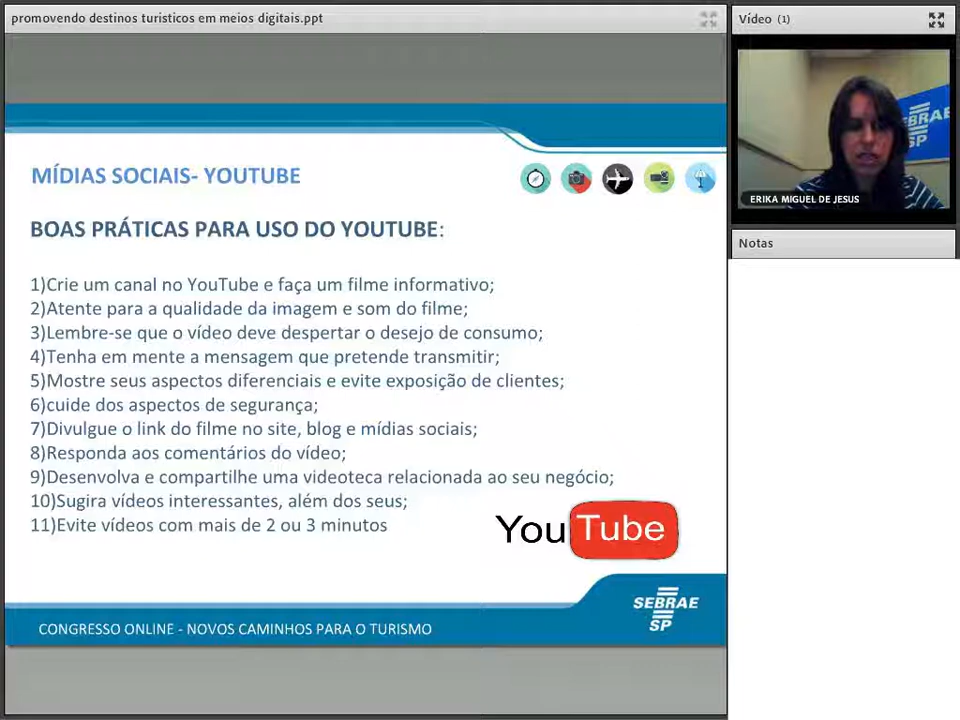 promovendo destinos turisticos em meios digitais.ppt
MÍDIAS SOCIAIS- YOUTUBE
BOAS PRÁTICAS PARA USO DO YOUTUBE:
1)Crie um canal no YouTube e faça um filme informativo;
2)Atente para a qualidade da imagem e som do filme;
3)Lembre-se que o vídeo deve despertar o desejo de consumo;
4)Tenha em mente a mensagem que pretende transmitir;
5)Mostre seus aspectos diferenciais e evite exposição de clientes;
6)cuide dos aspectos de segurança;
7)Divulgue o link do filme no site, blog e mídias sociais;
8)Responda aos comentários do vídeo;
9)Desenvolva e compartilhe uma videoteca relacionada ao seu negócio;
10)Sugira vídeos interessantes, além dos seus;
11)Evite vídeos com mais de 2 ou 3 minutos
YouTube
SEBRAE
SP
CONGRESSO ONLINE - NOVOS CAMINHOS PARA O TURISMO
Vídeo (1)
EBRAE
SP
ERIKA MIGUEL DE JESUS
Notas